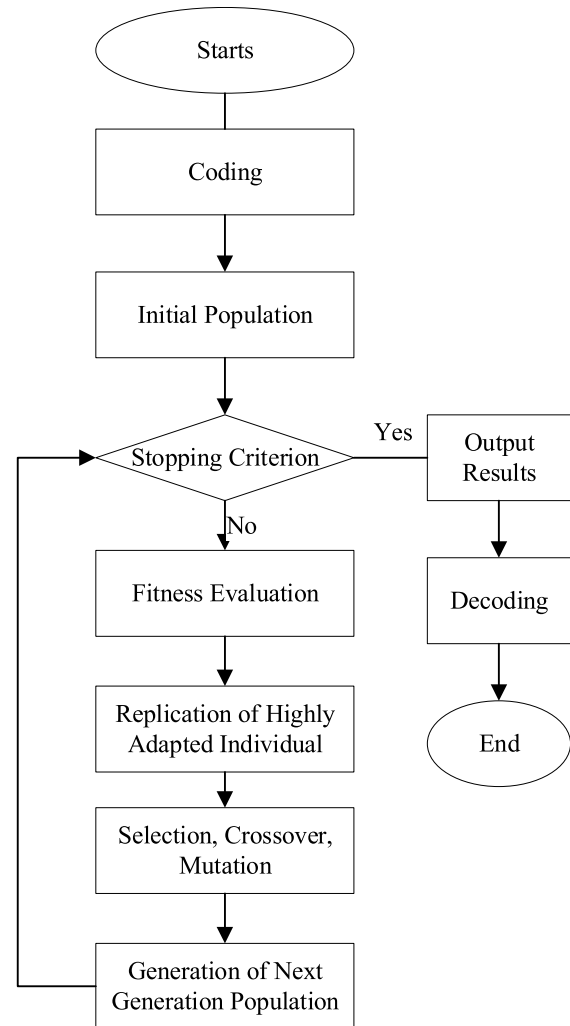 Starts
Coding
Initial Population
Stopping Criterion
Yes
Output
Results
No
Fitness Evaluation
Decoding
Replication of Highly
Adapted Individual
End
Selection, Crossover,
Mutation
Generation of Next
Generation Population